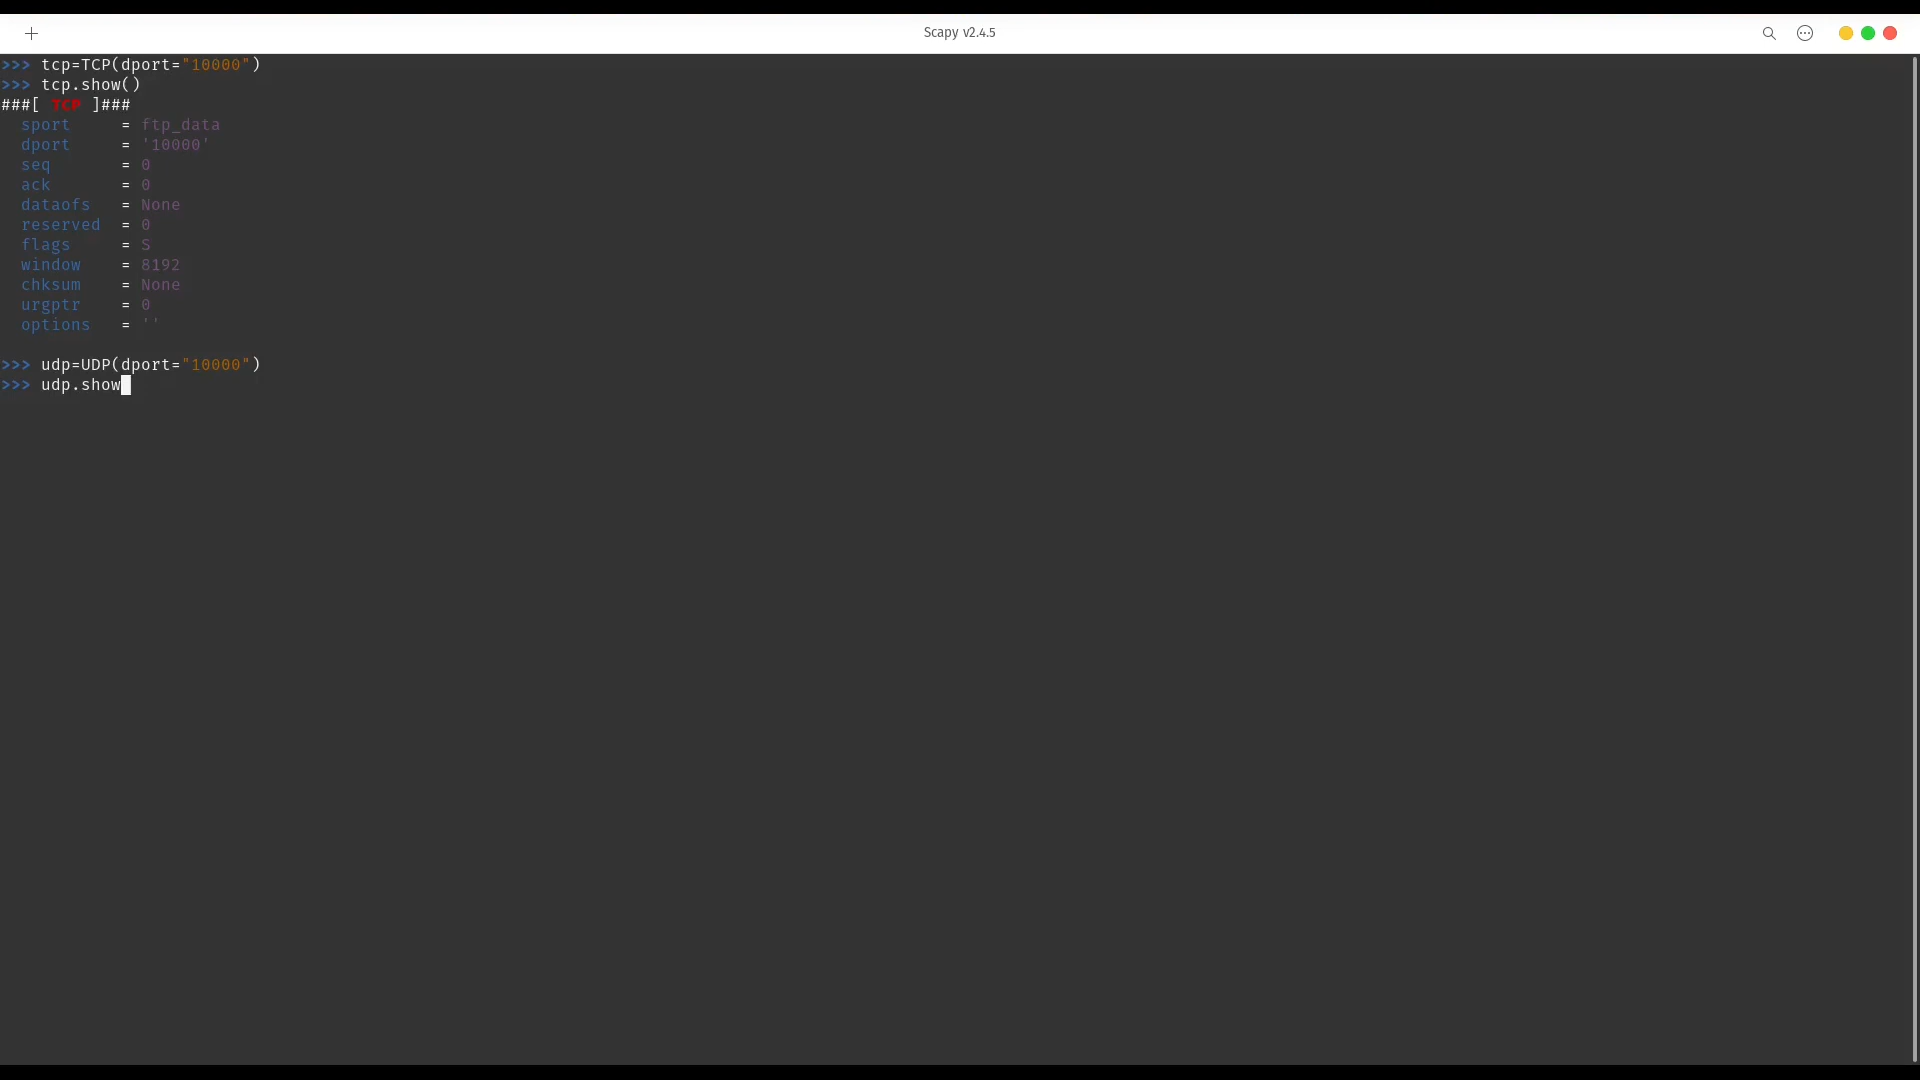 Scapy v2.4.5
>>> tcp=TCP(dport="10000")
>>> tcp.show()
###[ TCP ]###
  sport     = ftp_data
  dport     = '10000'
  seq       = 0
  ack       = 0
  dataofs   = None
  reserved  = 0
  flags     = S
  window    = 8192
  chksum    = None
  urgptr    = 0
  options   = ''
>>> udp=UDP(dport="10000")
>>> udp.show